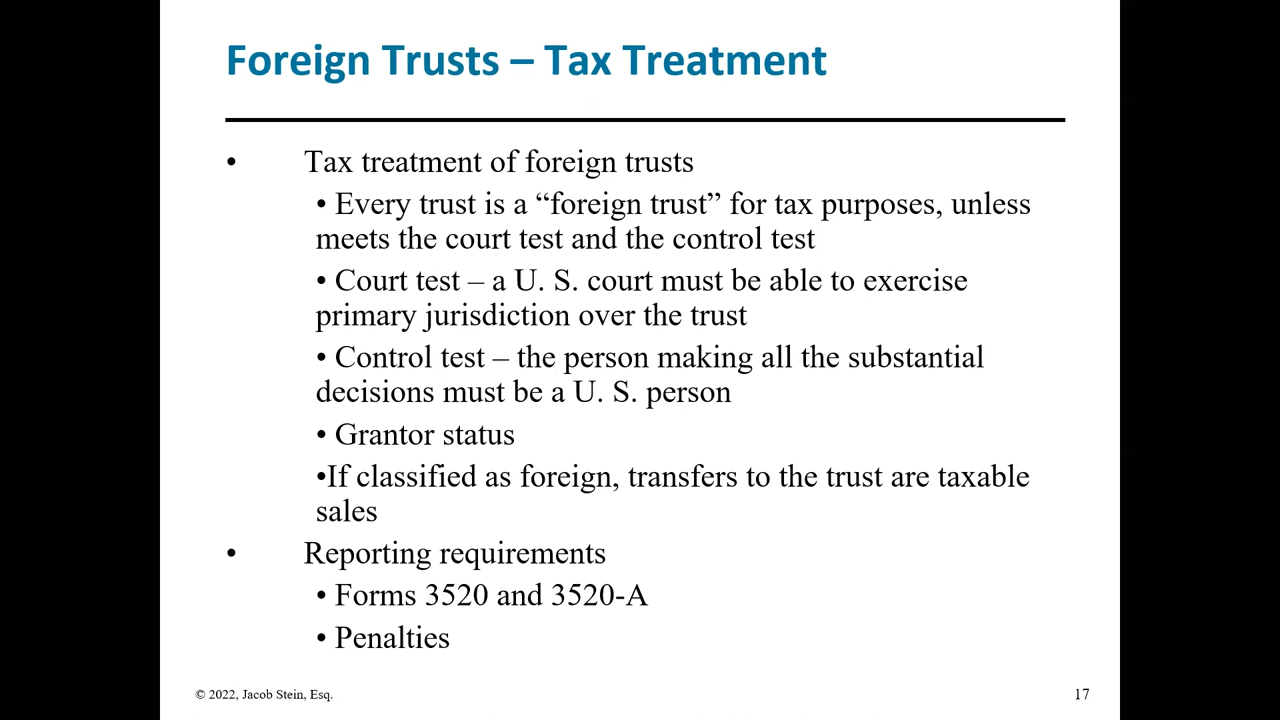 Foreign Trusts – Tax Treatment
• Tax treatment of foreign trusts
• Every trust is a “foreign trust” for tax purposes, unless
meets the court test and the control test
• Court test – a U. S. court must be able to exercise
primary jurisdiction over the trust
• Control test – the person making all the substantial
decisions must be a U. S. person
• Grantor status
•If classified as foreign, transfers to the trust are taxable
sales
• Reporting requirements
• Forms 3520 and 3520-A
• Penalties
© 2022, Jacob Stein, Esq.
17